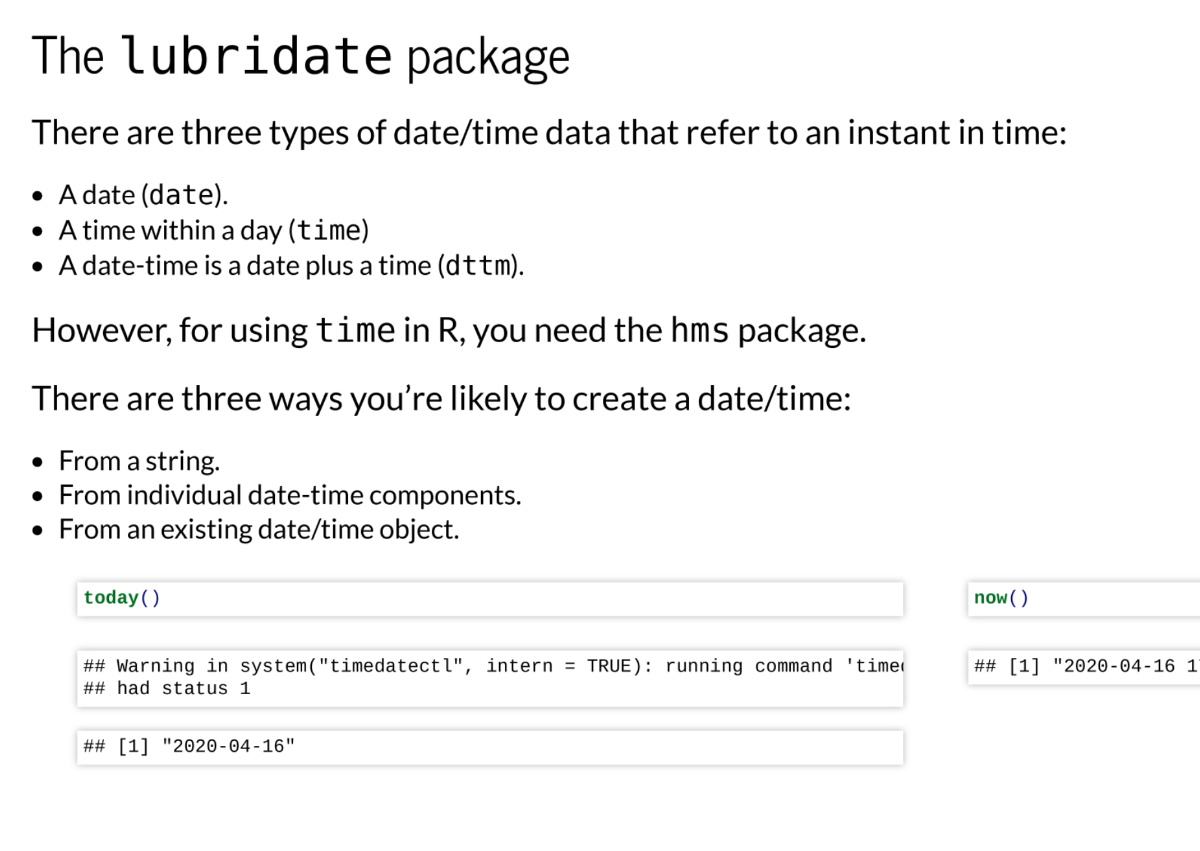 The lubridate package
There are three types of date/time data that refer to an instant in time:
• A date (date).
• A time within a day (time)
• A date-time is a date plus a time (dttm).
However, for using time in R, you need the hms package.
There are three ways you’re likely to create a date/time:
• From a string.
• From individual date-time components.
• From an existing date/time object.
today()
## Warning in system("timedatectl", intern = TRUE): running command
## had status 1
## [1] "2020-04-16"
now()
## [1] "2020-04-16